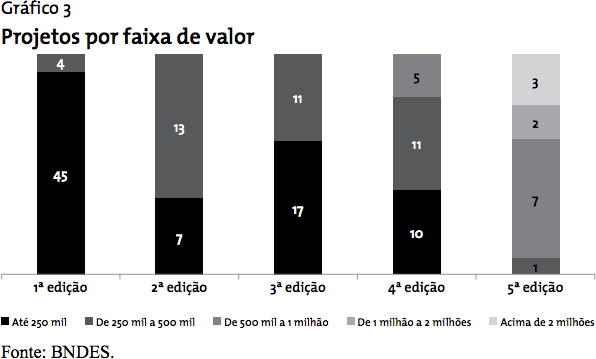 Gráfico 3
Projetos por faixa de valor
4
45
13
7
11
17
5
11
10
3
2
7
1
1ª edição 2ª edição 3ª edição 4ª edição 5ª edição
Até 250 mil De 250 mil a 500 mil De 500 mil a 1 milhão De 1 milhão a 2 milhões Acima de 2 milhões
Fonte: BNDES.